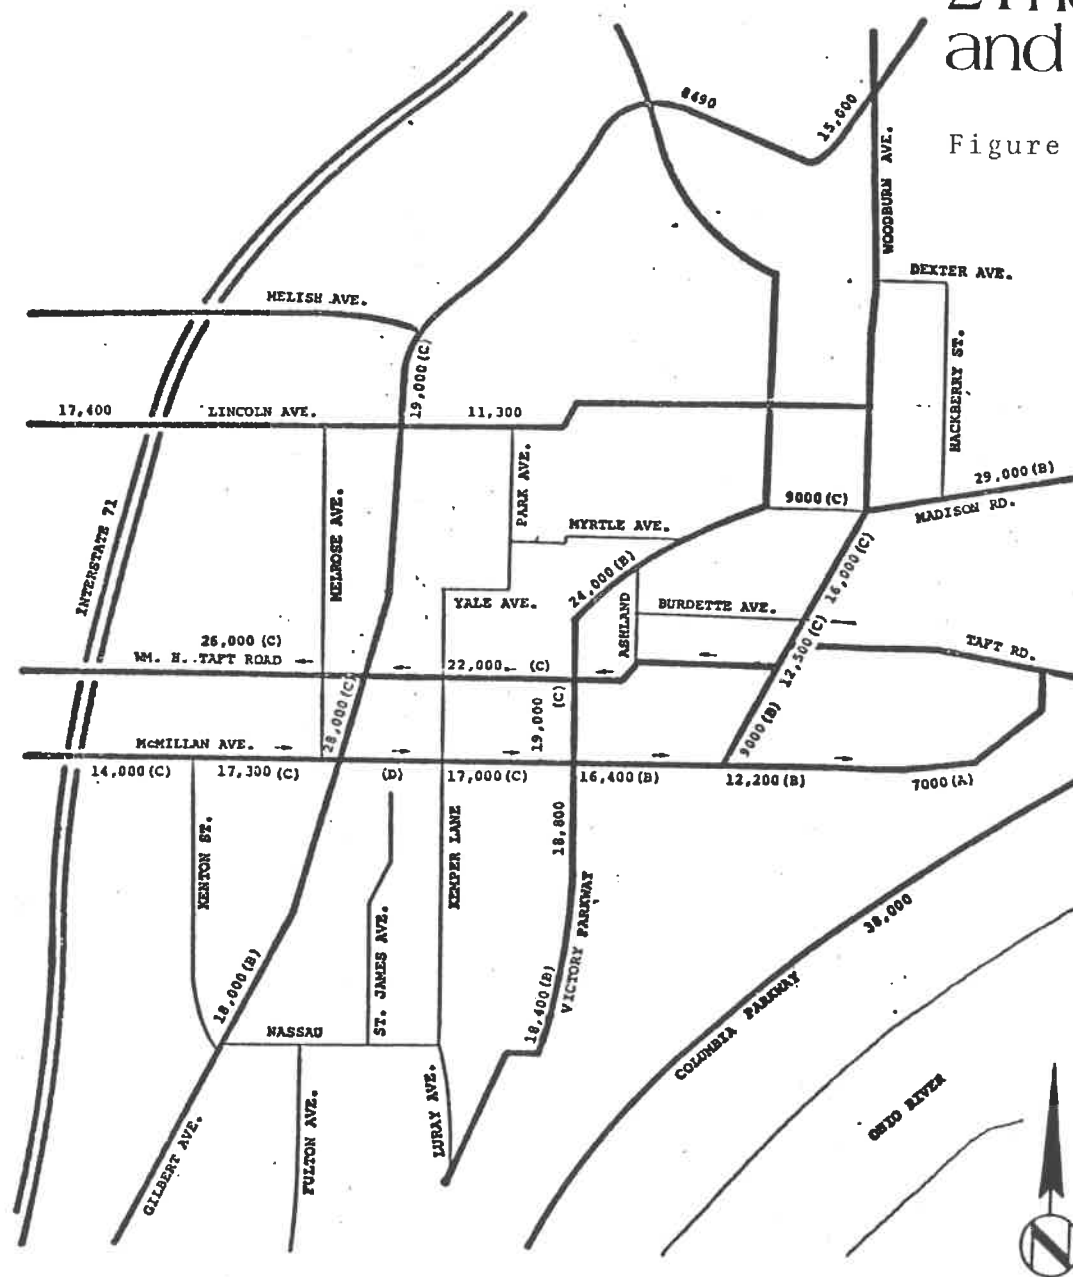 and
Figure
8490
15,000
WOODBURN AVE.
DEXTER AVE.
MELISH AVE.
19,000(C)
HACKBERRY ST.
17,400
LINCOLN AVE.
11,300
PARK AVE.
29,000(B)
MADISON RD.
9000(C)
INTERSTATE 71
MELROSE AVE.
MYRTLE AVE.
16,000(C)
24,000(B)
YALE AVE.
ASHLAND
BURDETTE AVE.
12,500(C)
TAFT RD.
26,000(C)
WM. H. TAFT ROAD
22,000 (C)
28,000(C)
19,000 (C)
9000(B)
McMILLAN AVE.
14,000(C)
17,300(C)
(D)
17,000(C)
16,400(B)
12,200(B)
7000(A)
KENTON ST.
KEMPER LANE
18,800
VICTORY PARKWAY
38,000
ST. JAMES AVE.
18,000(B)
18,400(B)
NASSAU
COLUMBIA PARKWAY
LURAY AVE.
OHIO RIVER
GILBERT AVE.
FULTON AVE.
N